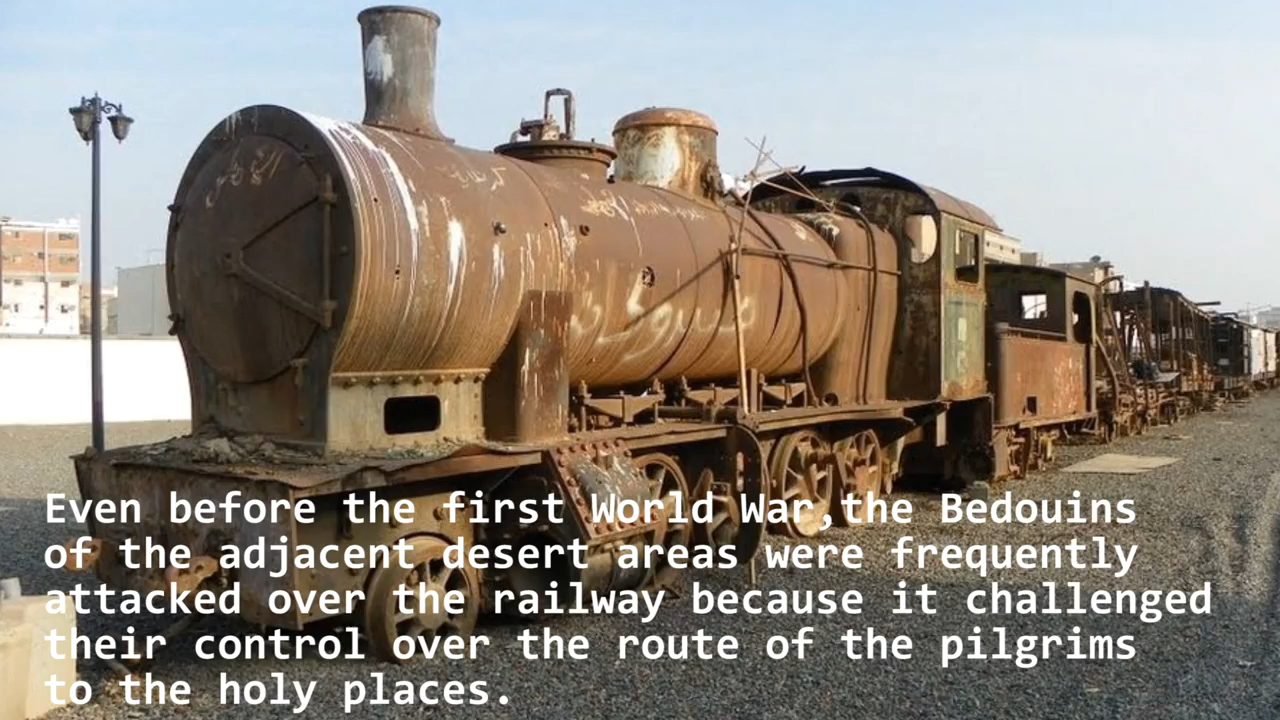 Even before the first World War,the Bedouins
of the adjacent desert areas were frequently
attacked over the railway because it challenged
their control over the route of the pilgrims
to the holy places.